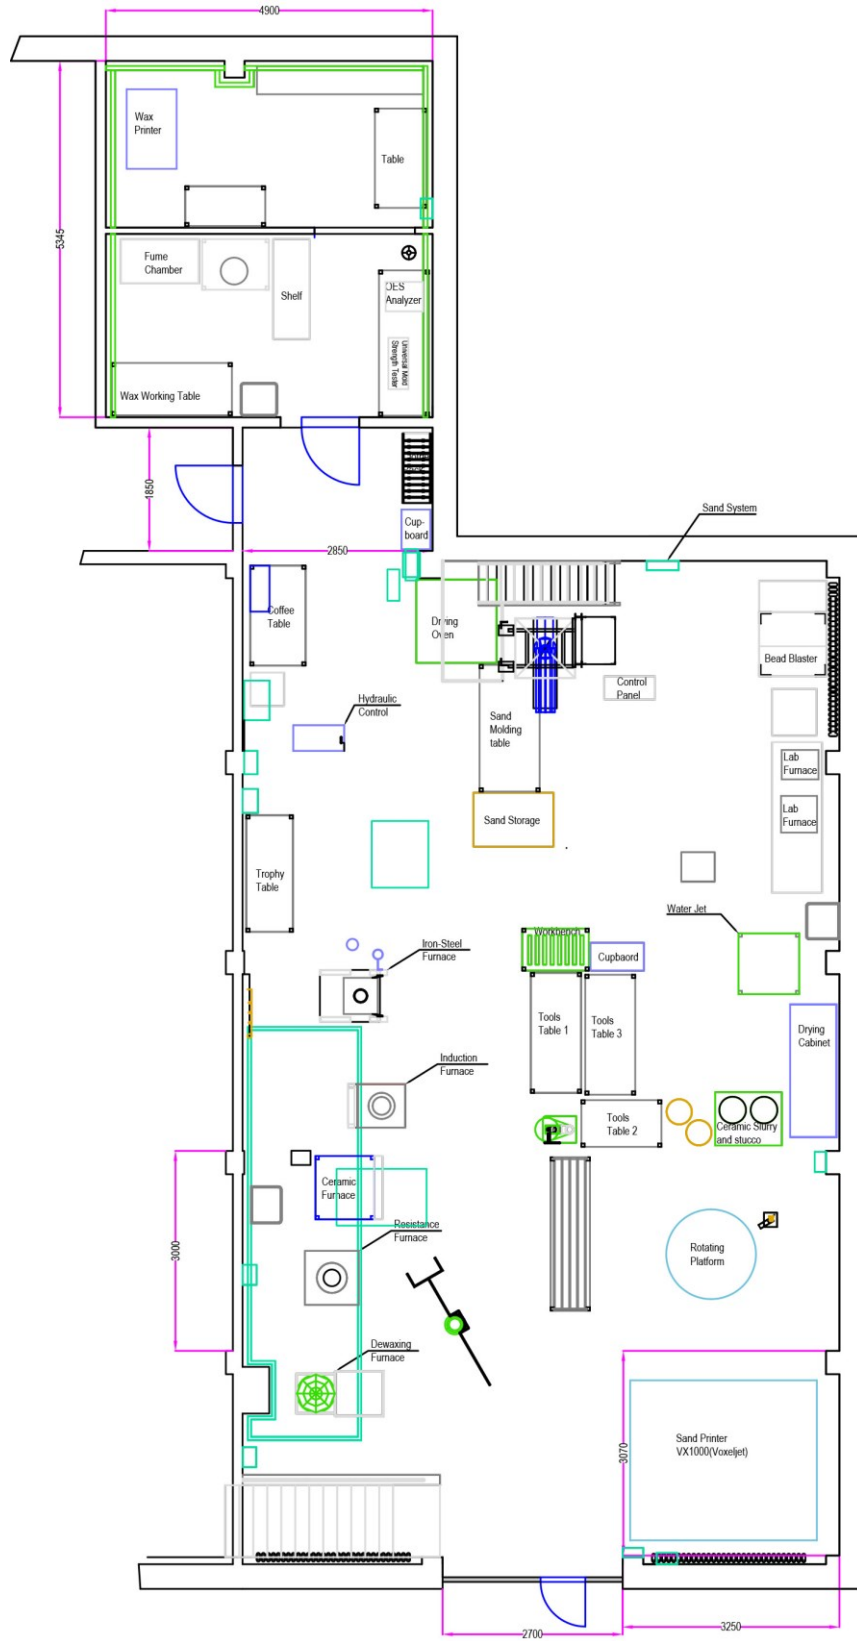 4900
Wax
Printer
Table
5345
Fume
Chamber
Shelf
OES
Analyzer
Universal Mold
Strength Tester
Wax Working Table
1850
Cup-
board
Sand System
2850
Coffee
Table
Drying
Oven
Bead Blaster
Control
Panel
Hydraulic
Control
Sand
Molding
table
Lab
Furnace
Lab
Furnace
Sand Storage
Trophy
Table
Water Jet
Workbench
Iron-Steel
Furnace
Cupbaord
Tools
Table 1
Tools
Table 3
Drying
Cabinet
Induction
Furnace
Tools
Table 2
Ceramic Slurry
and stucco
Ceramic
Furnace
3000
Resistance
Furnace
Rotating
Platform
Dewaxing
Furnace
3070
Sand Printer
VX1000(Voxeljet)
2700
3250